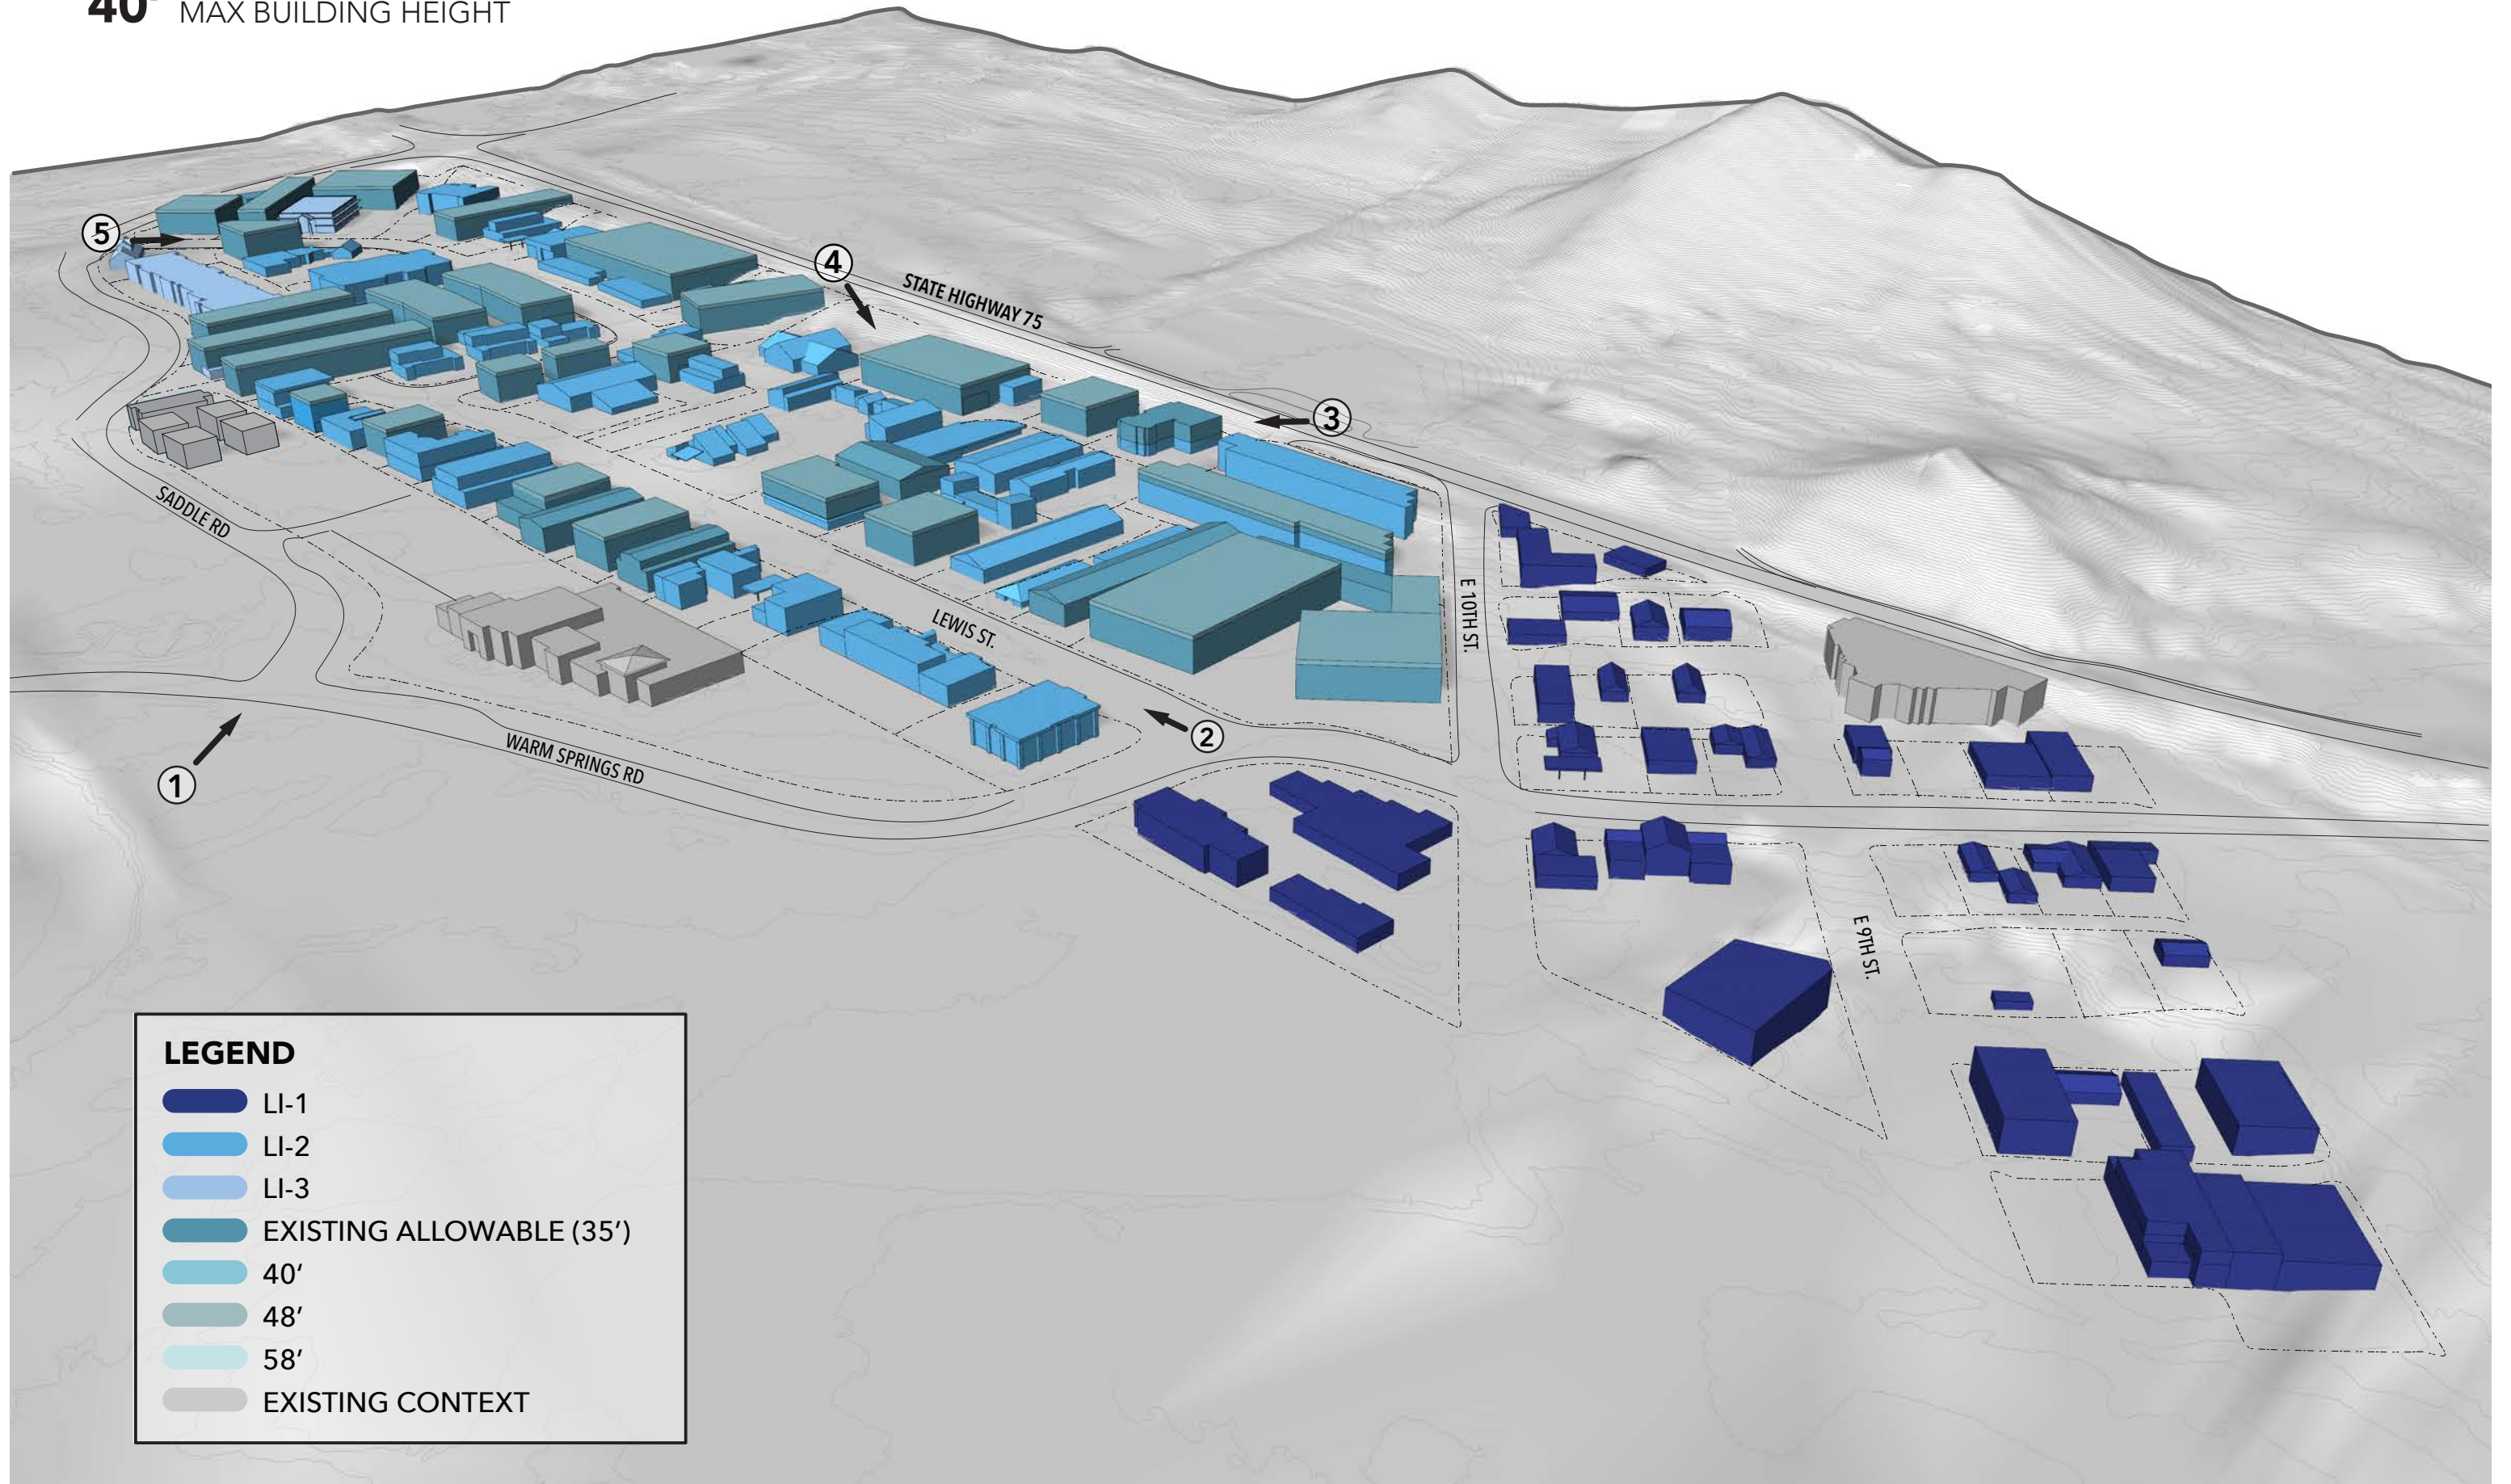 40' MAX BUILDING HEIGHT
5
4
STATE HIGHWAY 75
3
SADDLE RD
E 10TH ST.
LEWIS ST.
2
WARM SPRINGS RD
1
E 9TH ST.
LEGEND
LI-1
LI-2
LI-3
EXISTING ALLOWABLE (35')
40'
48'
58'
EXISTING CONTEXT